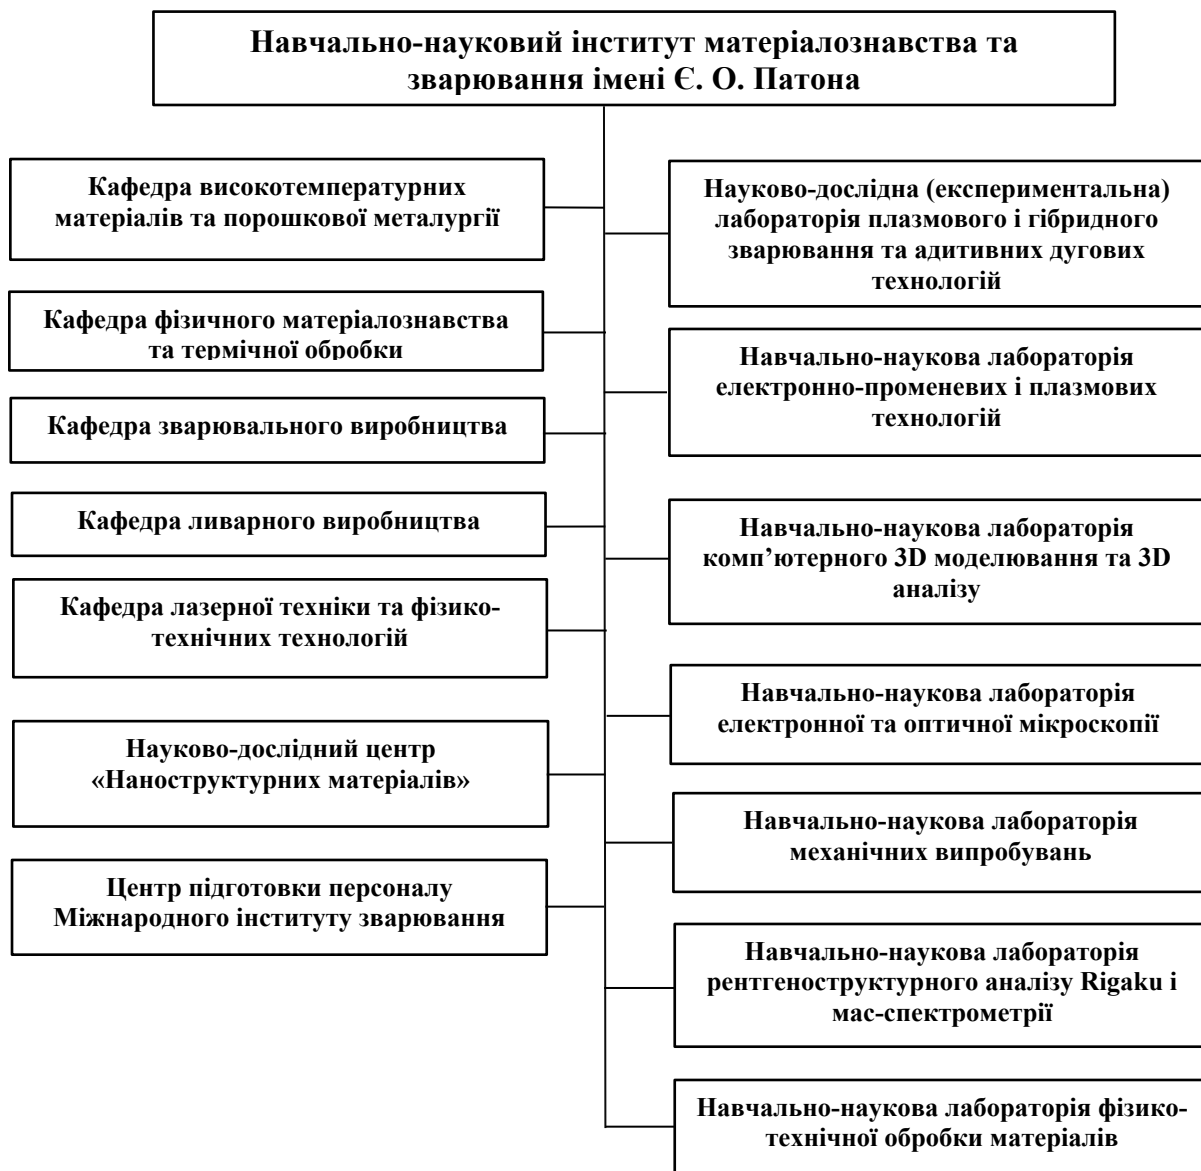 Навчально-науковий інститут матеріалознавства та
зварювання імені Є. О. Патона
Кафедра високотемпературних
матеріалів та порошкової металургії
Кафедра фізичного матеріалознавства
та термічної обробки
Кафедра зварювального виробництва
Кафедра ливарного виробництва
Кафедра лазерної техніки та фізико-
технічних технологій
Науково-дослідний центр
«Наноструктурних матеріалів»
Центр підготовки персоналу
Міжнародного інституту зварювання
Науково-дослідна (експериментальна)
лабораторія плазмового і гібридного
зварювання та адитивних дугових
технологій
Навчально-наукова лабораторія
електронно-променевих і плазмових
технологій
Навчально-наукова лабораторія
комп’ютерного 3D моделювання та 3D
аналізу
Навчально-наукова лабораторія
електронної та оптичної мікроскопії
Навчально-наукова лабораторія
механічних випробувань
Навчально-наукова лабораторія
рентгеноструктурного аналізу Rigaku і
мас-спектрометрії
Навчально-наукова лабораторія фізико-
технічної обробки матеріалів